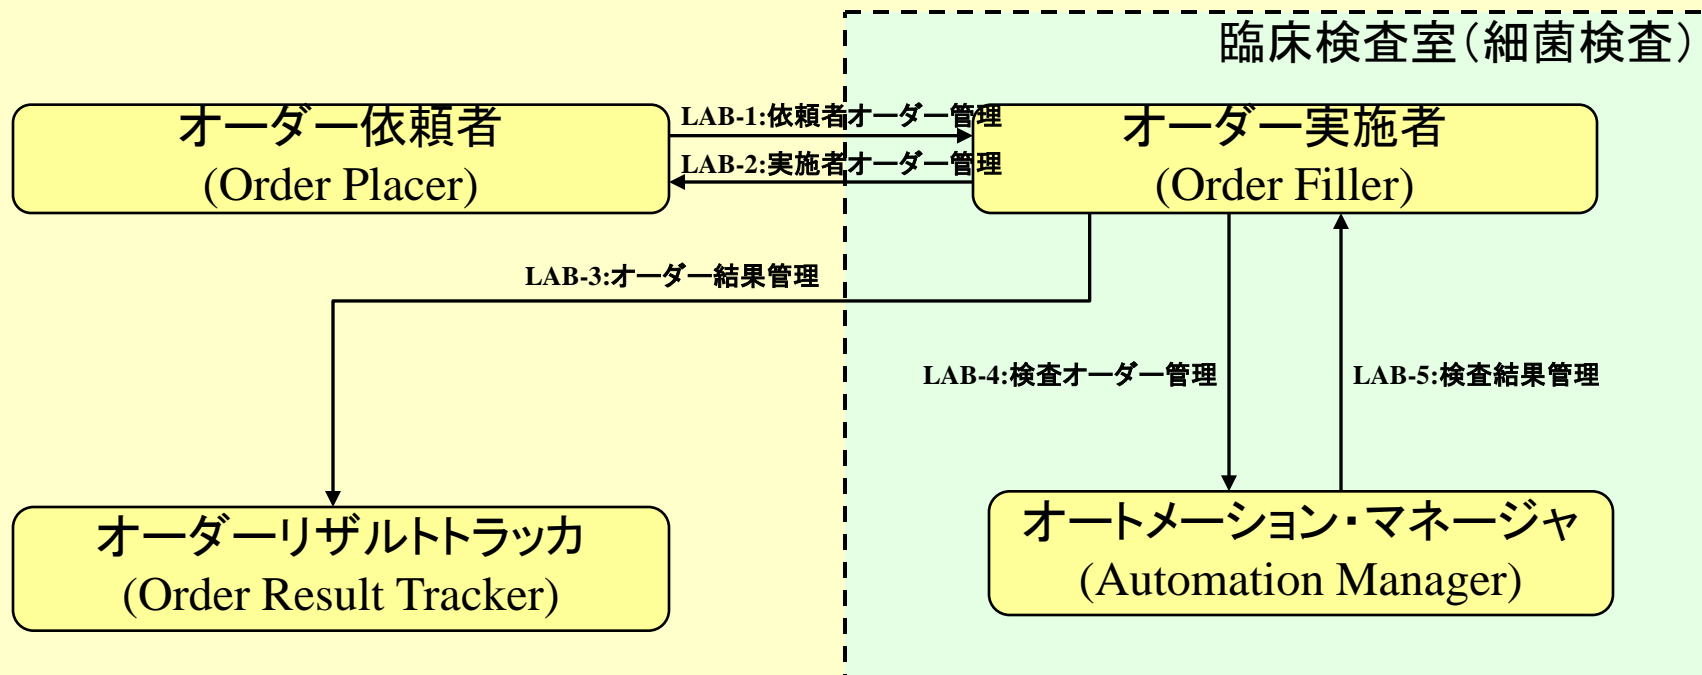 臨床検査室(細菌検査)
オーダー依頼者
(Order Placer)
LAB-1:依頼者オーダー管理
LAB-2:実施者オーダー管理
オーダー実施者
(Order Filler)
LAB-3:オーダー結果管理
LAB-4:検査オーダー管理
LAB-5:検査結果管理
オーダーリザルトトラッカ
(Order Result Tracker)
オートメーション・マネージャ
(Automation Manager)